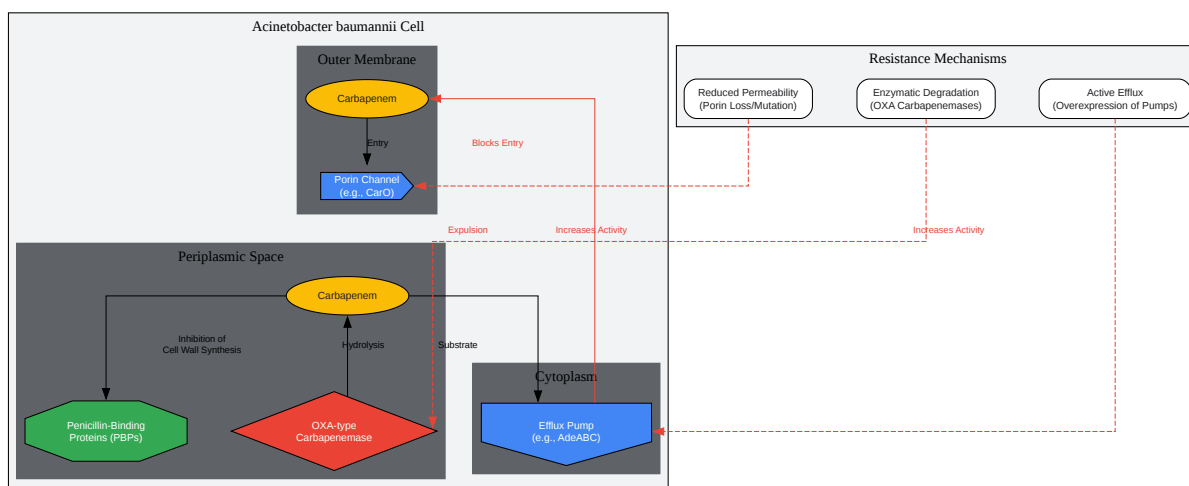 Acinetobacter baumannii Cell
Outer Membrane
Carbapenem
Entry
Porin Channel
(e.g., CarO)
Blocks Entry
Resistance Mechanisms
Reduced Permeability
(Porin Loss/Mutation)
Enzymatic Degradation
(OXA Carbapenemases)
Active Efflux
(Overexpression of Pumps)
Expulsion
Increases Activity
Increases Activity
Periplasmic Space
Carbapenem
Inhibition of
Cell Wall Synthesis
Hydrolysis
Substrate
Penicillin-Binding
Proteins (PBPs)
OXA-type
Carbapenemase
Cytoplasm
Efflux Pump
(e.g., AdeABC)